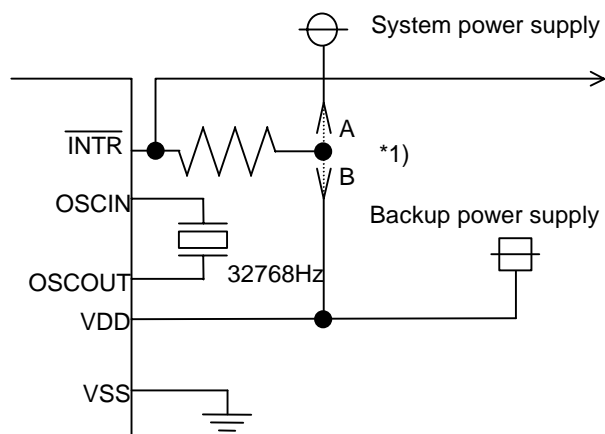 System power supply
A
INTR
*1)
B
OSCIN
Backup power supply
OSCOUT
32768Hz
VDD
VSS